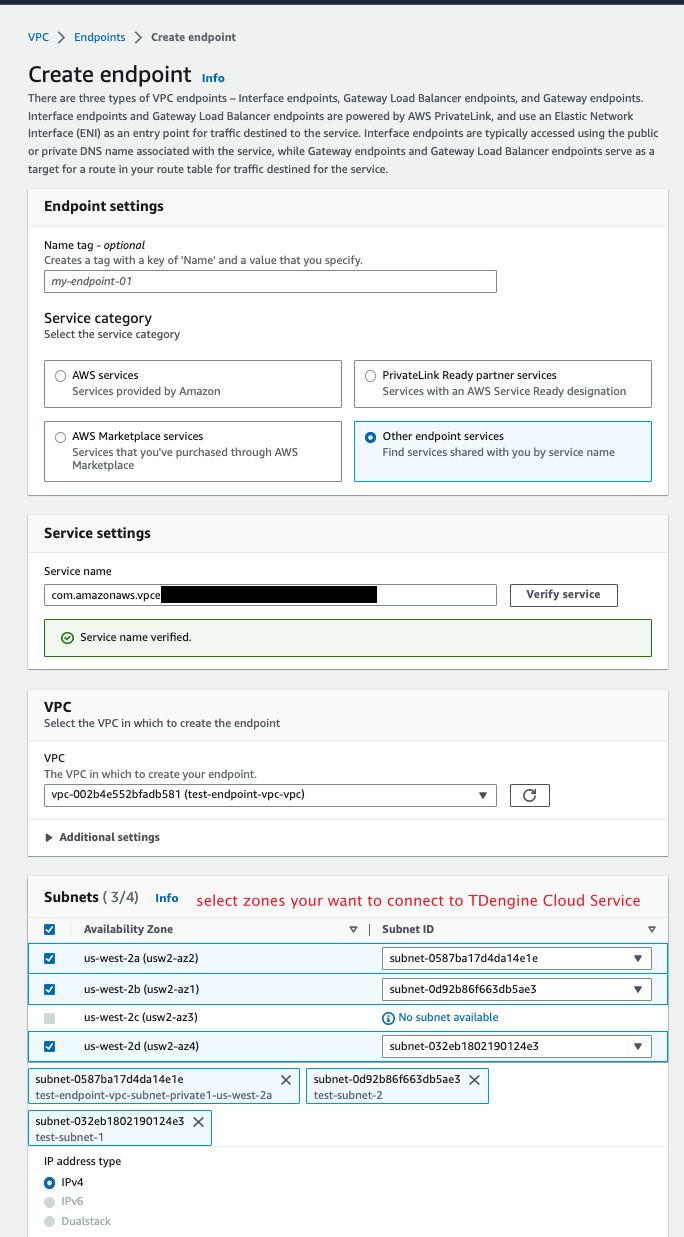 VPC > Endpoints > Create endpoint
Create endpoint Info
There are three types of VPC endpoints – Interface endpoints, Gateway Load Balancer endpoints, and Gateway endpoints.
Interface endpoints and Gateway Load Balancer endpoints are powered by AWS PrivateLink, and use an Elastic Network
Interface (ENI) as an entry point for traffic destined to the service. Interface endpoints are typically accessed using the public
or private DNS name associated with the service, while Gateway endpoints and Gateway Load Balancer endpoints serve as a
target for a route in your route table for traffic destined for the service.
Endpoint settings
Name tag - optional
Creates a tag with a key of 'Name' and a value that you specify.
my-endpoint-01
Service category
Select the service category
AWS services
Services provided by Amazon
PrivateLink Ready partner services
Services with an AWS Service Ready designation
AWS Marketplace services
Services that you've purchased through AWS
Marketplace
Other endpoint services
Find services shared with you by service name
Service settings
Service name
com.amazonaws.vpce
Verify service
Service name verified.
VPC
Select the VPC in which to create the endpoint
VPC
The VPC in which to create your endpoint.
vpc-002b4e552bfadb581 (test-endpoint-vpc-vpc)
Additional settings
Subnets (3/4) Info select zones your want to connect to TDengine Cloud Service
Availability Zone Subnet ID
us-west-2a (usw2-az2) subnet-0587ba17d4da14e1e
us-west-2b (usw2-az1) subnet-0d92b86f663db5ae3
us-west-2c (usw2-az3) No subnet available
us-west-2d (usw2-az4) subnet-032eb1802190124e3
subnet-0587ba17d4da14e1e
test-endpoint-vpc-subnet-private1-us-west-2a
subnet-0d92b86f663db5ae3
test-subnet-2
subnet-032eb1802190124e3
test-subnet-1
IP address type
IPv4
IPv6
Dualstack